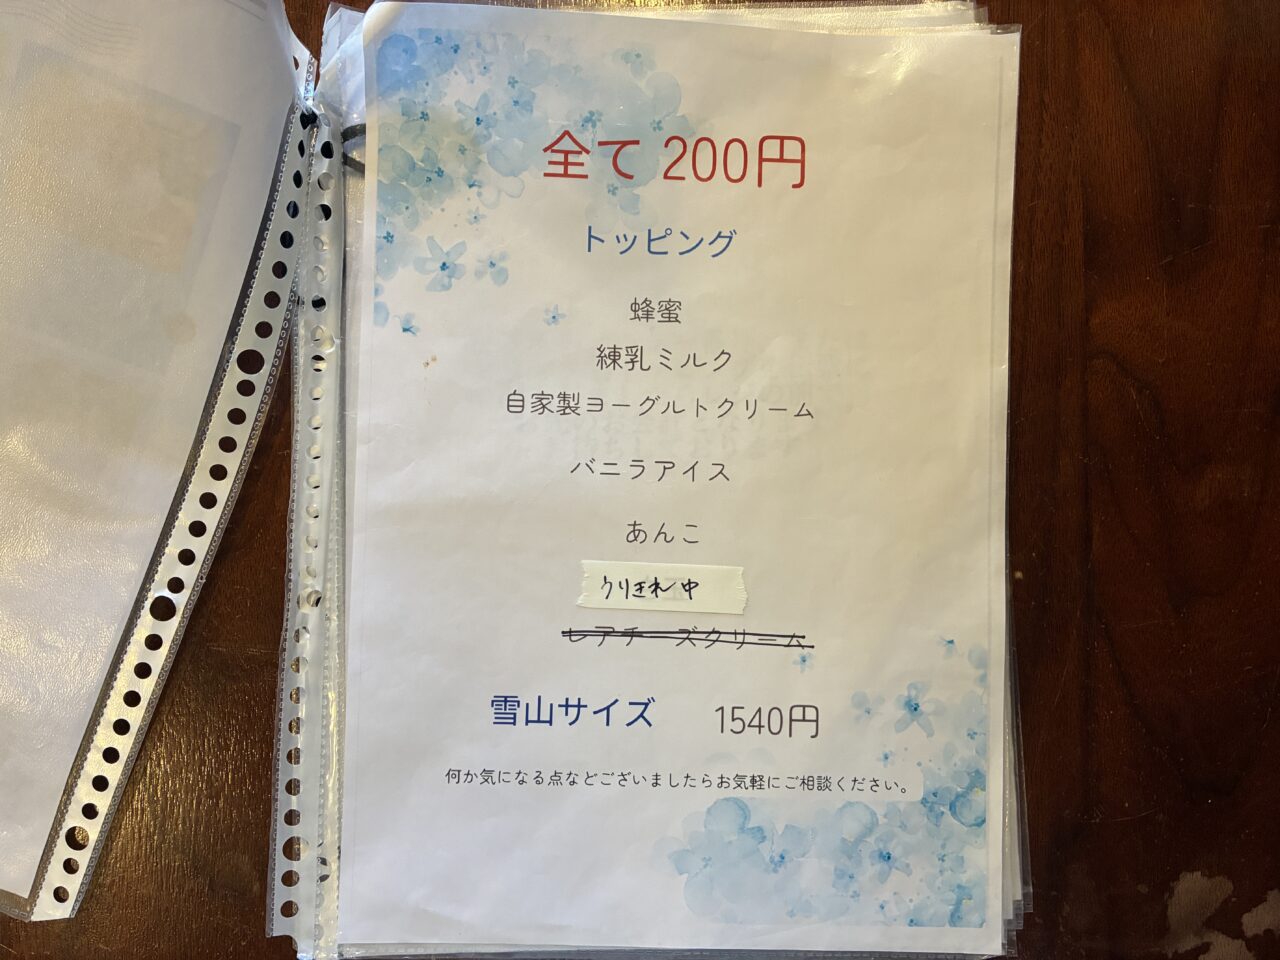 全て 200円
トッピング
蜂蜜
練乳ミルク
自家製ヨーグルトクリーム
バニラアイス
あんこ
うりきれ中
レアチーズクリーム
雪山サイズ 1540円
何か気になる点などございましたらお気軽にご相談ください。